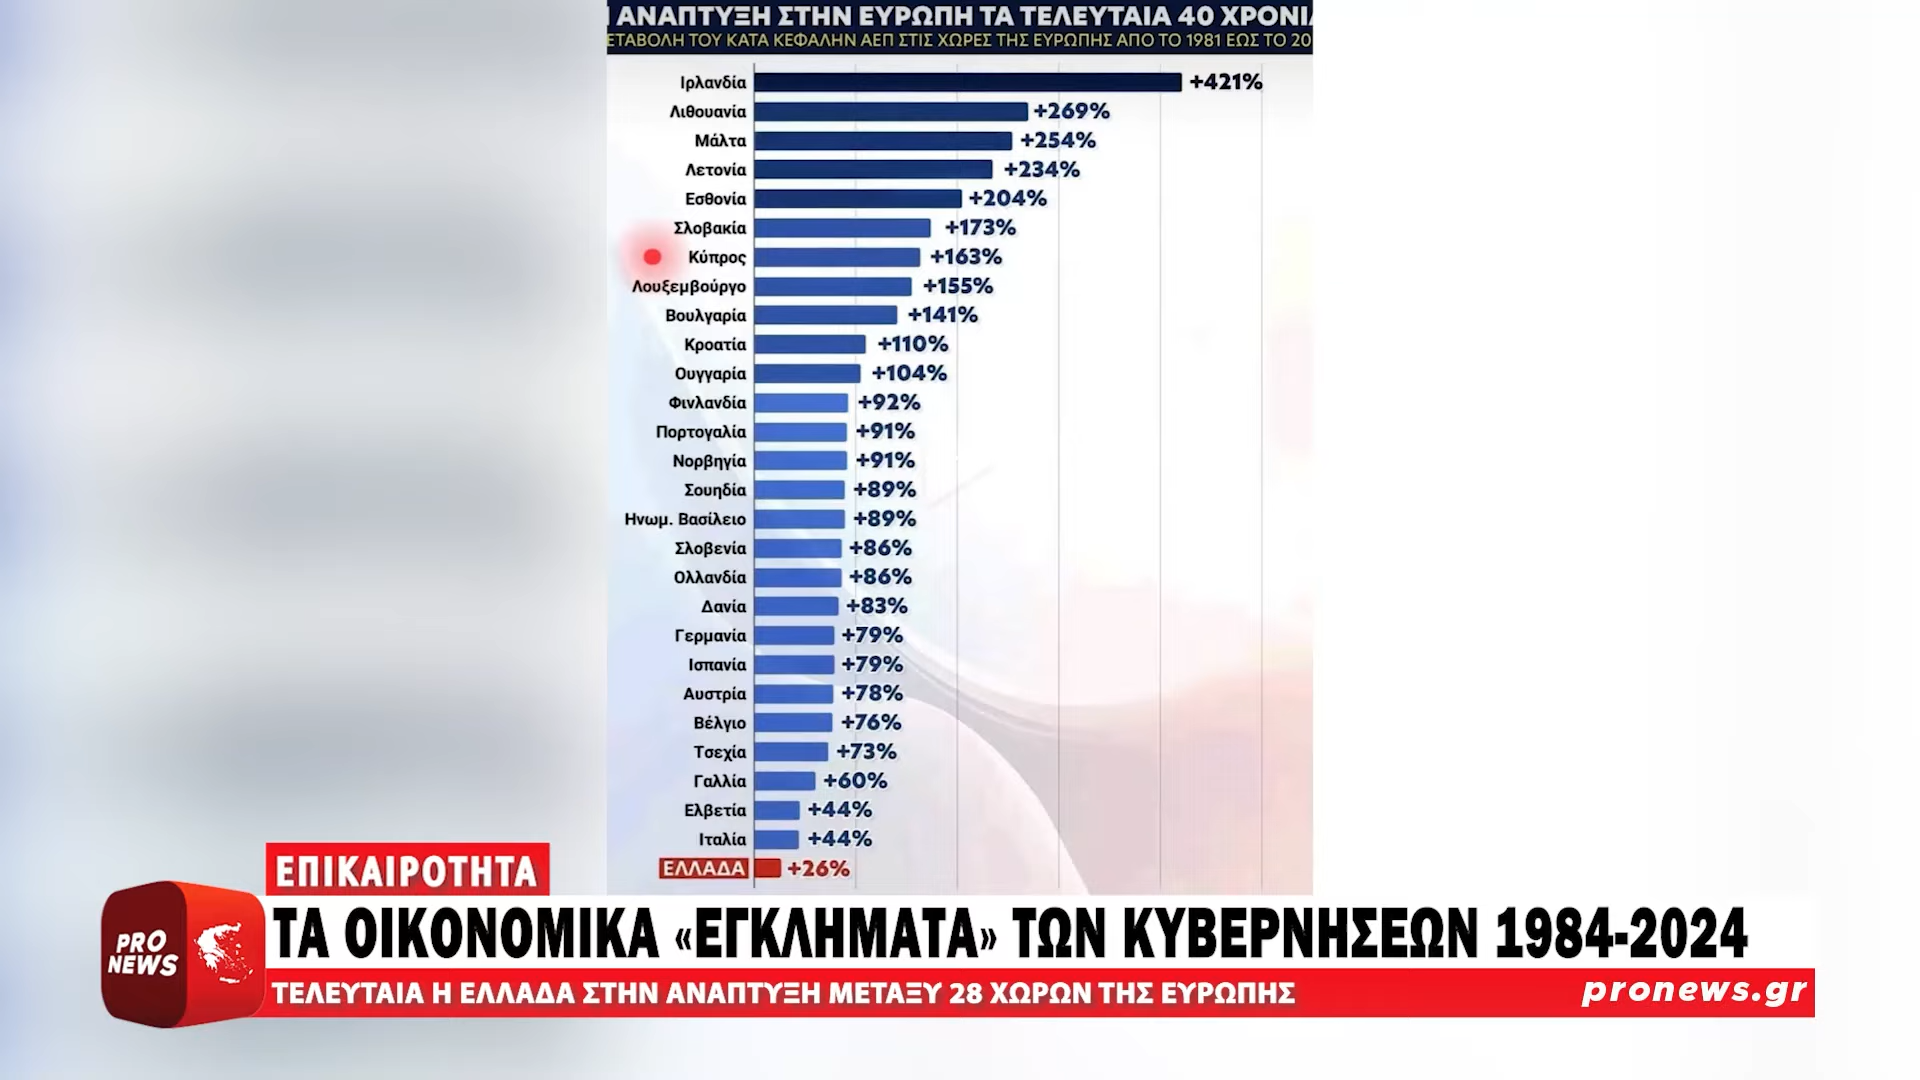 ΑΝΑΠΤΥΞΗ ΣΤΗΝ ΕΥΡΩΠΗ ΤΑ ΤΕΛΕΥΤΑΙΑ 40 ΧΡΟΝΙΑ
ΕΤΑΒΟΛΗ ΤΟΥ ΚΑΤΑ ΚΕΦΑΛΗΝ ΑΕΠ ΣΤΙΣ ΧΩΡΕΣ ΤΗΣ ΕΥΡΩΠΗΣ ΑΠΟ ΤΟ 1981 ΕΩΣ ΤΟ 20
Ιρλανδία +421%
Λιθουανία +269%
Μάλτα +254%
Λετονία +234%
Εσθονία +204%
Σλοβακία +173%
Κύπρος +163%
Λουξεμβούργο +155%
Βουλγαρία +141%
Κροατία +110%
Ουγγαρία +104%
Φινλανδία +92%
Πορτογαλία +91%
Νορβηγία +91%
Σουηδία +89%
Ηνωμ. Βασίλειο +89%
Σλοβενία +86%
Ολλανδία +86%
Δανία +83%
Γερμανία +79%
Ισπανία +79%
Αυστρία +78%
Βέλγιο +76%
Τσεχία +73%
Γαλλία +60%
Ελβετία +44%
Ιταλία +44%
ΕΛΛΑΔΑ +26%
ΕΠΙΚΑΙΡΟΤΗΤΑ
PRO
NEWS
ΤΑ ΟΙΚΟΝΟΜΙΚΑ «ΕΓΚΛΗΜΑΤΑ» ΤΩΝ ΚΥΒΕΡΝΗΣΕΩΝ 1984-2024
ΤΕΛΕΥΤΑΙΑ Η ΕΛΛΑΔΑ ΣΤΗΝ ΑΝΑΠΤΥΞΗ ΜΕΤΑΞΥ 28 ΧΩΡΩΝ ΤΗΣ ΕΥΡΩΠΗΣ
pronews.gr